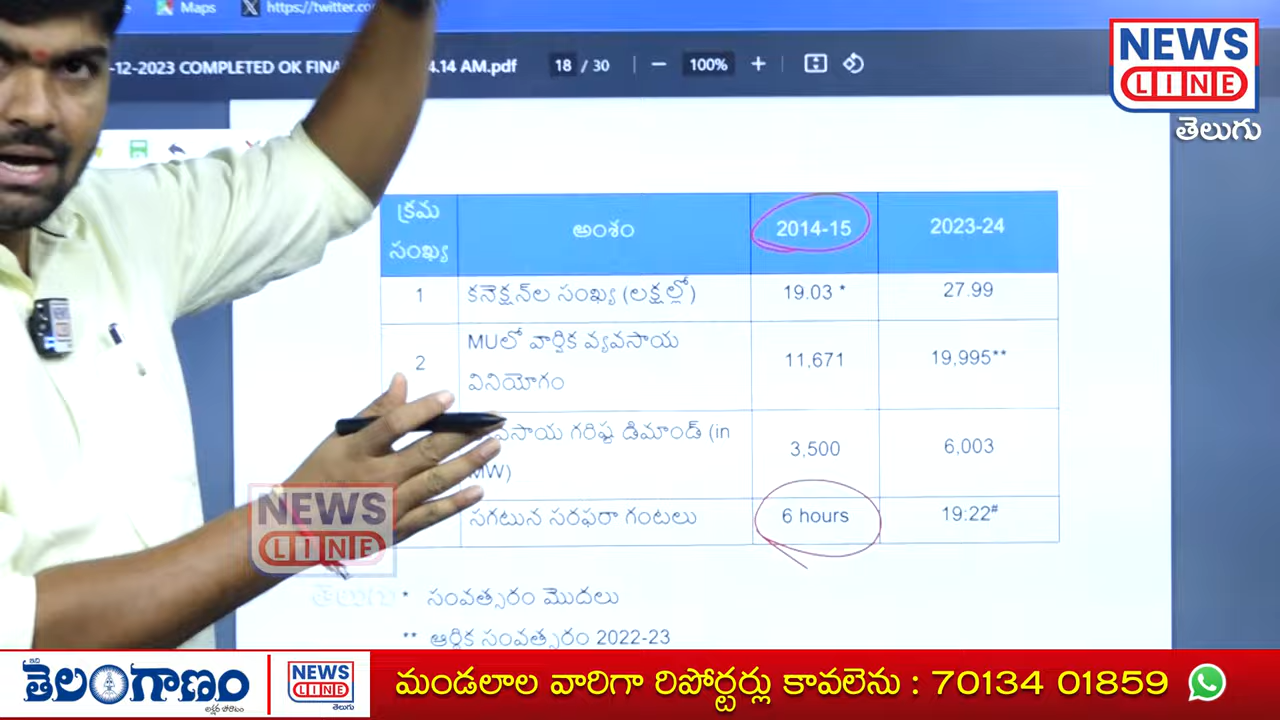 Maps
https://twitter.co
-12-2023 COMPLETED OK FINA
4.14 AM.pdf
18 / 30
100%
NEWS
LINE
తెలుగు
క్రమ సంఖ్య
అంశం
2014-15
2023-24
1
కనెక్షన్‌ల సంఖ్య (లక్షల్లో)
19.03 *
27.99
2
MUలో వార్షిక వ్యవసాయ
వినియోగం
11,671
19,995**
వసాయ గరిష్ఠ డిమాండ్ (in
MW)
3,500
6,003
సగటున సరఫరా గంటలు
6 hours
19:22#
NEWS
LINE
తెలుగు
* సంవత్సరం మొదలు
** ఆర్థిక సంవత్సరం 2022-23
తెలంగాణం
NEWS
LINE
తెలుగు
మండలాల వారిగా రిపోర్టర్లు కావలెను : 70134 01859